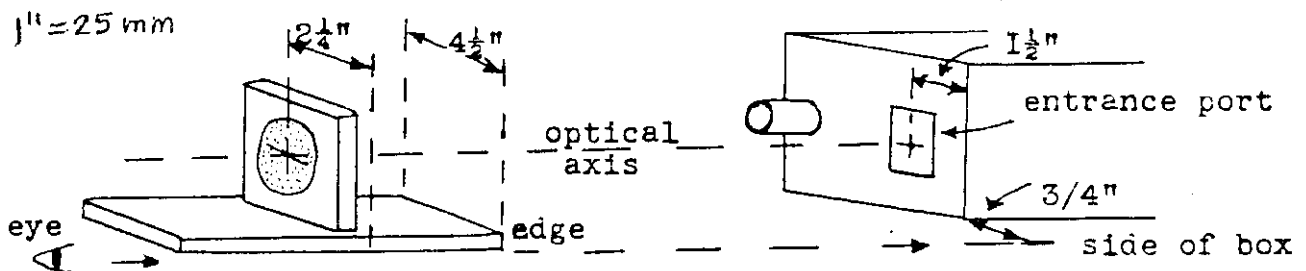 1" = 25 mm
2¼"
4½"
1½"
entrance port
optical
axis
3/4"
eye
edge
side of box